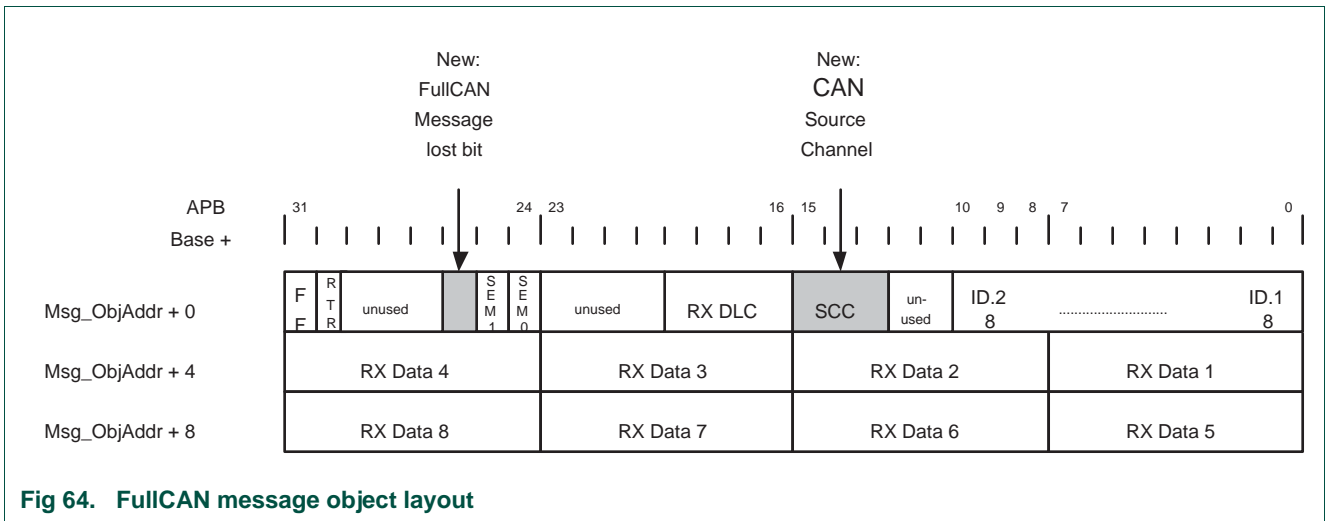 New:
FullCAN
Message
lost bit
New:
CAN
Source
Channel
APB
Base +
31 24 23 16 15 10 9 8 7 0
Msg_ObjAddr + 0
F
F
R
T
R
unused
S
E
M
1
S
E
M
0
unused
RX DLC
SCC
un-
used
ID.2
8
............................
ID.1
8
Msg_ObjAddr + 4 RX Data 4 RX Data 3 RX Data 2 RX Data 1
Msg_ObjAddr + 8 RX Data 8 RX Data 7 RX Data 6 RX Data 5
Fig 64. FullCAN message object layout